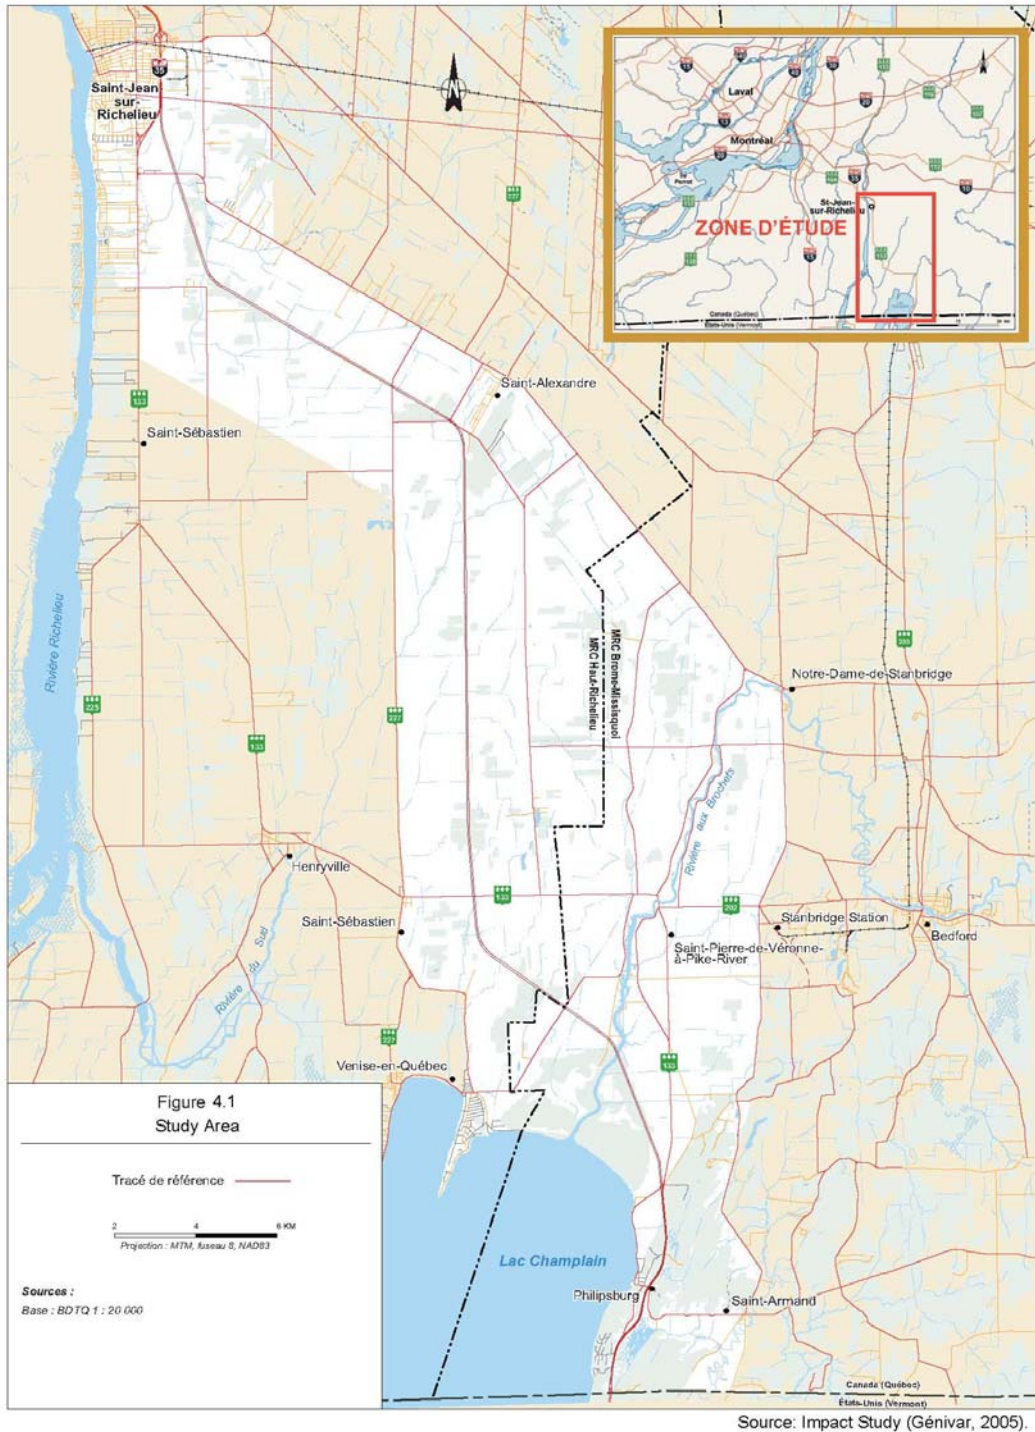 35
Saint-Jean
sur-
Richelieu
Laval
Montréal
St-Jean-
sur-Richelieu
ZONE D'ÉTUDE
Canada (Québec)
États-Unis (Vermont)
15
13
20
10
227
Saint-Alexandre
133
Saint-Sébastien
Rivière Richelieu
MRC Brome-Missisquoi
MRC Haut-Richelieu
Notre-Dame-de-Stanbridge
225
227
133
Rivière aux Brochets
Henryville
133
202
Saint-Sébastien
Stanbridge Station
Bedford
Saint-Pierre-de-Véronne-
à-Pike-River
Rivière du Sud
227
133
Venise-en-Québec
Figure 4.1
Study Area
Tracé de référence
2 4 6 KM
Projection : MTM, fuseau 8, NAD83
Sources :
Base : BDTQ 1 : 20 000
Lac Champlain
Philipsburg
Saint-Armand
Canada (Québec)
États-Unis (Vermont)
Source: Impact Study (Génivar, 2005).